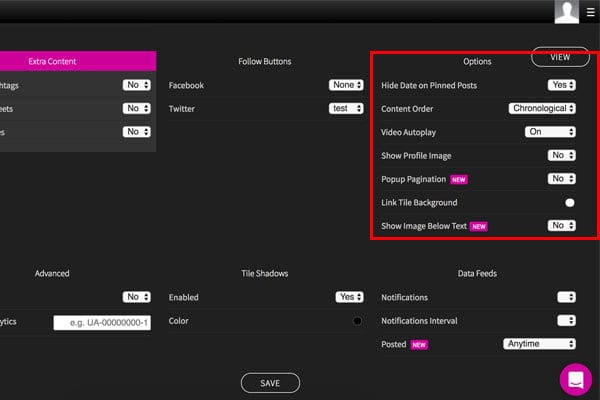 VIEW
Extra Content
Follow Buttons
Options
htags
No
Facebook
None
Hide Date on Pinned Posts
Yes
eets
No
Twitter
test
Content Order
Chronological
es
No
Video Autoplay
On
Show Profile Image
No
Popup Pagination NEW
No
Link Tile Background
Show Image Below Text NEW
No
Advanced
Tile Shadows
Data Feeds
No
Enabled
Yes
Notifications
ytics
e.g. UA-00000000-1
Color
Notifications Interval
Posted NEW
Anytime
SAVE